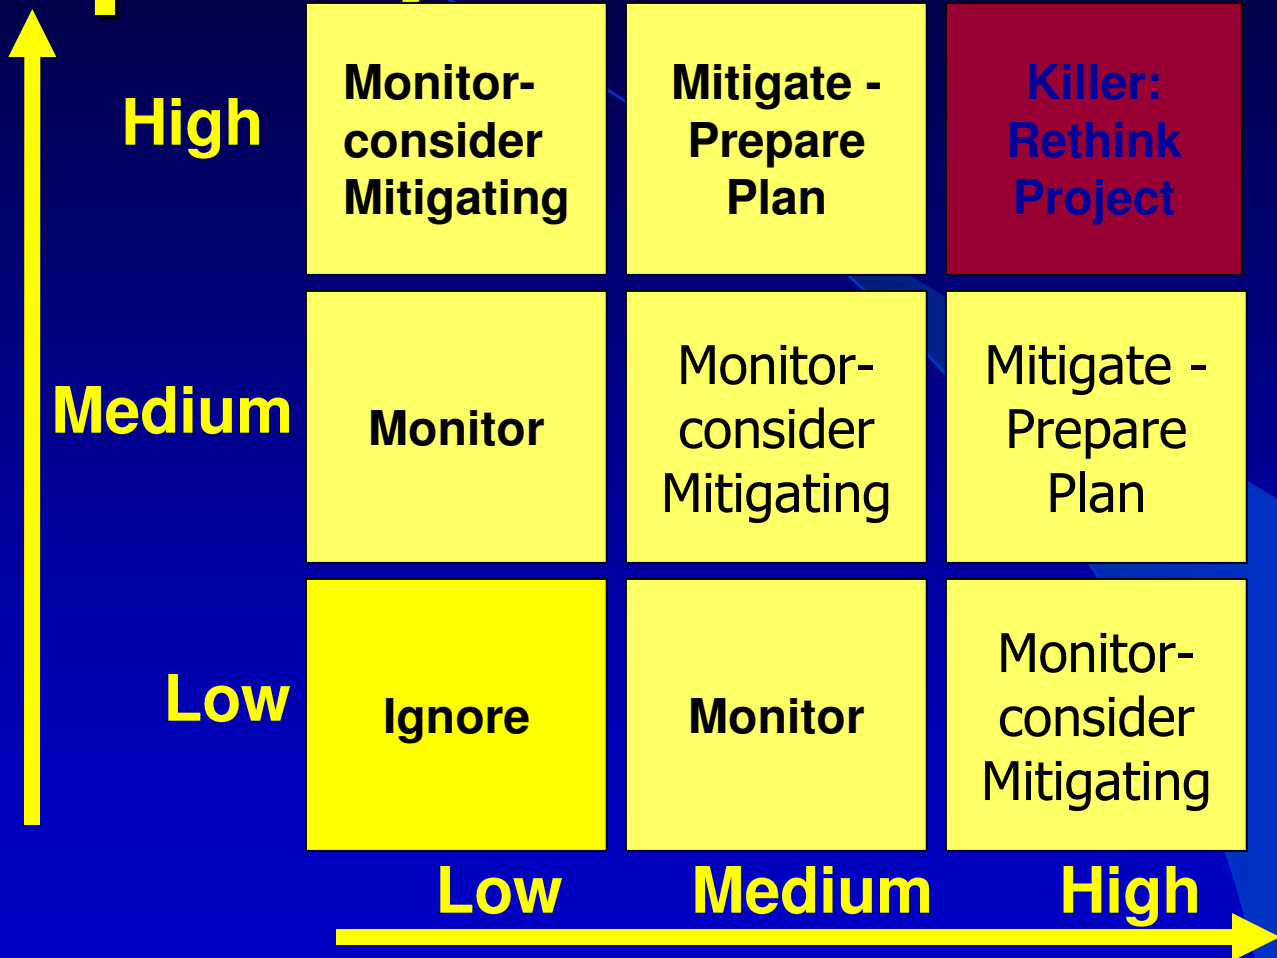 High
Monitor-
consider
Mitigating
Mitigate -
Prepare
Plan
Killer:
Rethink
Project
Medium
Monitor
Monitor-
consider
Mitigating
Mitigate -
Prepare
Plan
Low
Ignore
Monitor
Monitor-
consider
Mitigating
Low Medium High